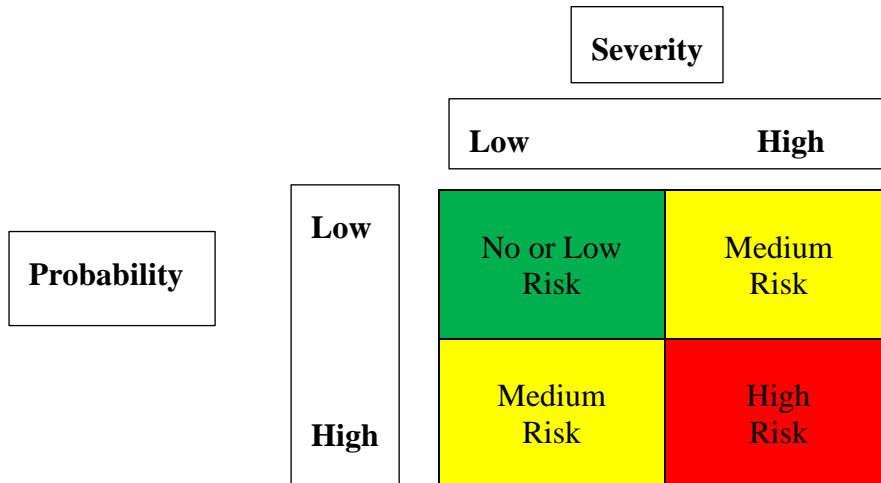 Severity
Low High
Probability
Low
High
No or Low
Risk
Medium
Risk
Medium
Risk
High
Risk